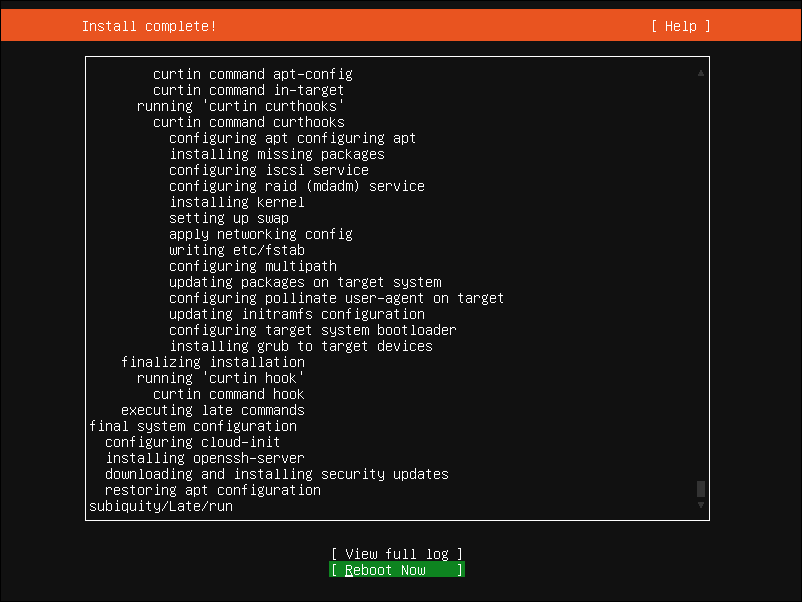 Install complete! [ Help ]
curtin command apt-config
curtin command in-target
running 'curtin curthooks'
curtin command curthooks
configuring apt configuring apt
installing missing packages
configuring iscsi service
configuring raid (mdadm) service
installing kernel
setting up swap
apply networking config
writing etc/fstab
configuring multipath
updating packages on target system
configuring pollinate user-agent on target
updating initramfs configuration
configuring target system bootloader
installing grub to target devices
finalizing installation
running 'curtin hook'
curtin command hook
executing late commands
final system configuration
configuring cloud-init
installing openssh-server
downloading and installing security updates
restoring apt configuration
subiquity/Late/run
[ View full log ]
[ Reboot Now ]